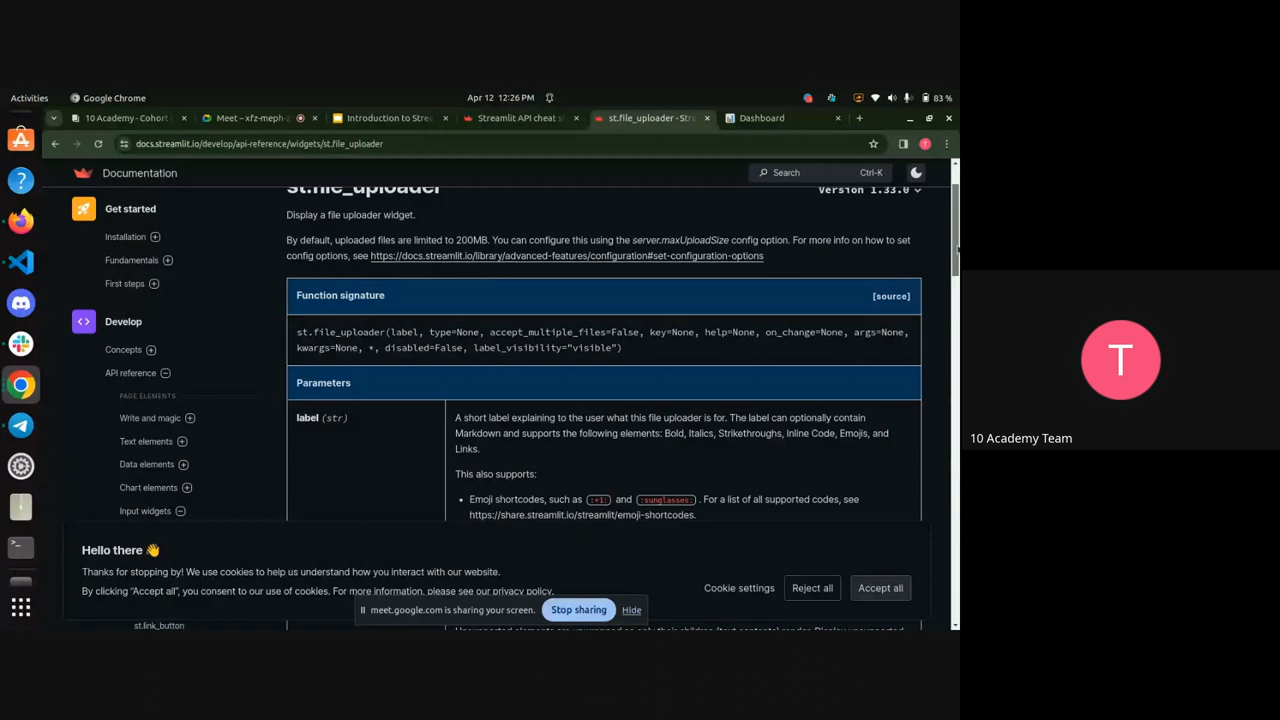 Activities
Google Chrome
Apr 12 12:26 PM
83 %
10 Academy - Cohort
Meet – xfz-meph-
Introduction to Stre
Streamlit API cheat s
st.file_uploader - Stre
Dashboard
docs.streamlit.io/develop/api-reference/widgets/st.file_uploader
Documentation
Search
Ctrl-K
Get started
Installation
Fundamentals
First steps
Develop
Concepts
API reference
PAGE ELEMENTS
Write and magic
Text elements
Data elements
Chart elements
Input widgets
st.link_button
st.file_uploader
Version 1.33.0
Display a file uploader widget.
By default, uploaded files are limited to 200MB. You can configure this using the server.maxUploadSize config option. For more info on how to set
config options, see https://docs.streamlit.io/library/advanced-features/configuration#set-configuration-options
Function signature
[source]
st.file_uploader(label, type=None, accept_multiple_files=False, key=None, help=None, on_change=None, args=None,
kwargs=None, *, disabled=False, label_visibility="visible")
Parameters
label (str)
A short label explaining to the user what this file uploader is for. The label can optionally contain
Markdown and supports the following elements: Bold, Italics, Strikethroughs, Inline Code, Emojis, and
Links.
This also supports:
• Emoji shortcodes, such as :+1: and :sunglasses: . For a list of all supported codes, see
https://share.streamlit.io/streamlit/emoji-shortcodes.
Hello there 👋
Thanks for stopping by! We use cookies to help us understand how you interact with our website.
By clicking "Accept all", you consent to our use of cookies. For more information, please see our privacy policy.
Cookie settings
Reject all
Accept all
meet.google.com is sharing your screen.
Stop sharing
Hide
T
10 Academy Team